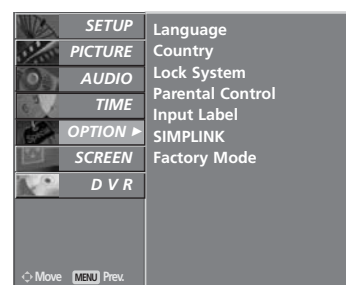 SETUP
PICTURE
AUDIO
TIME
OPTION ►
SCREEN
D V R
Language
Country
Lock System
Parental Control
Input Label
SIMPLINK
Factory Mode
Move MENU Prev.